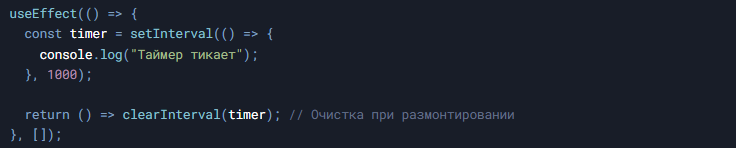 useEffect(() => {
  const timer = setInterval(() => {
    console.log("Таймер тикает");
  }, 1000);

  return () => clearInterval(timer); // Очистка при размонтировании
}, []);